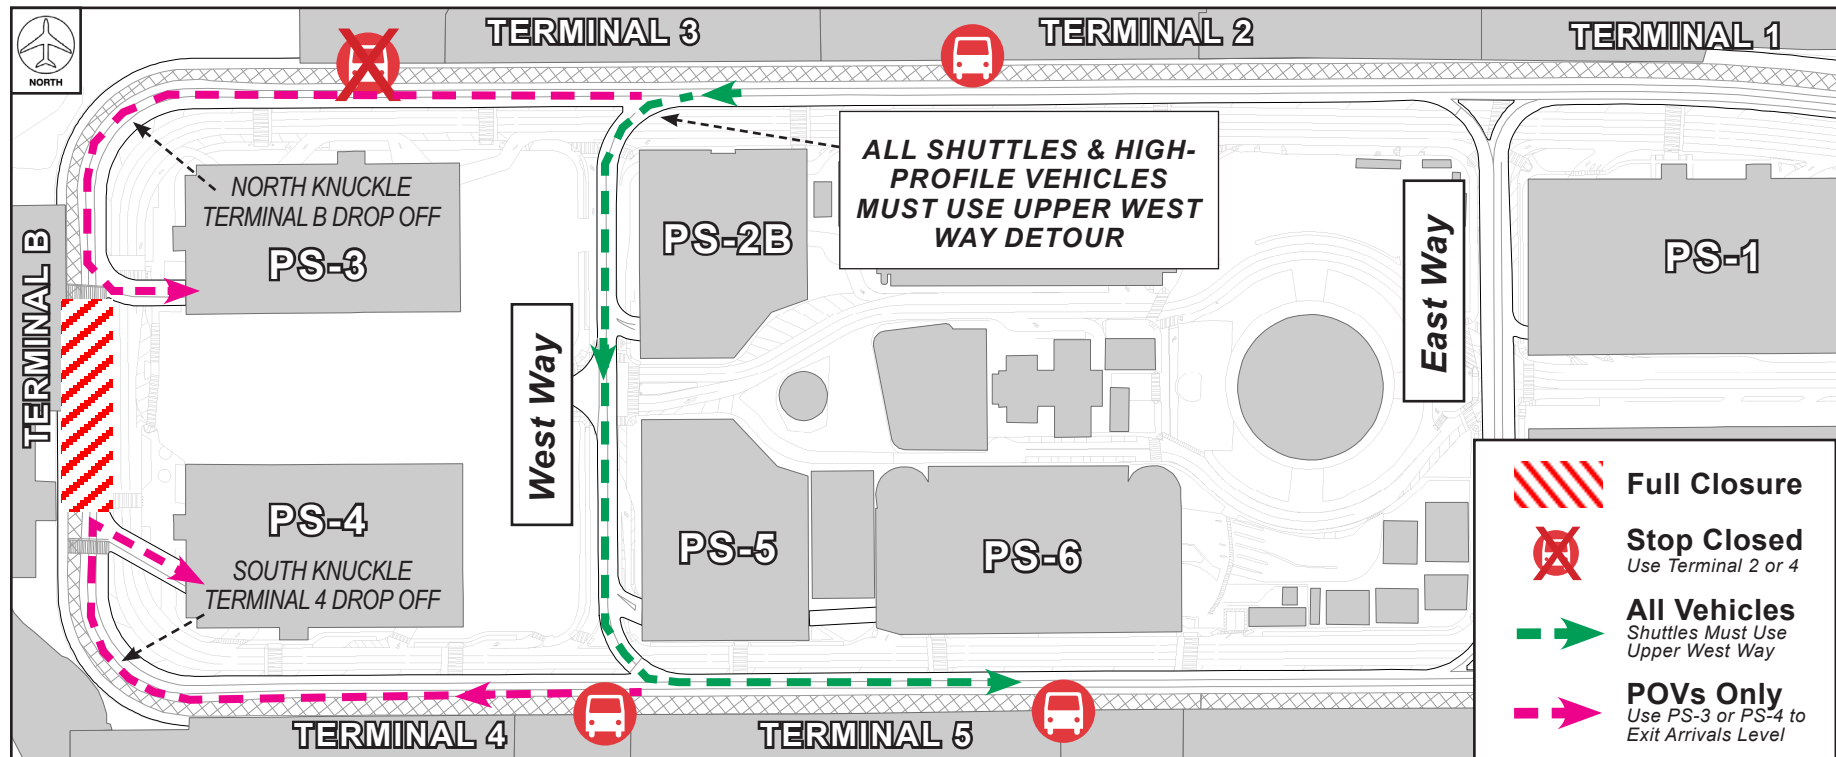 NORTH
TERMINAL 3
TERMINAL 2
TERMINAL 1
ALL SHUTTLES & HIGH-
PROFILE VEHICLES
MUST USE UPPER WEST
WAY DETOUR
NORTH KNUCKLE
TERMINAL B DROP OFF
PS-3
PS-2B
PS-1
TERMINAL B
West Way
East Way
PS-4
SOUTH KNUCKLE
TERMINAL 4 DROP OFF
PS-5
PS-6
TERMINAL 4
TERMINAL 5
Full Closure
Stop Closed
Use Terminal 2 or 4
All Vehicles
Shuttles Must Use
Upper West Way
POVs Only
Use PS-3 or PS-4 to
Exit Arrivals Level